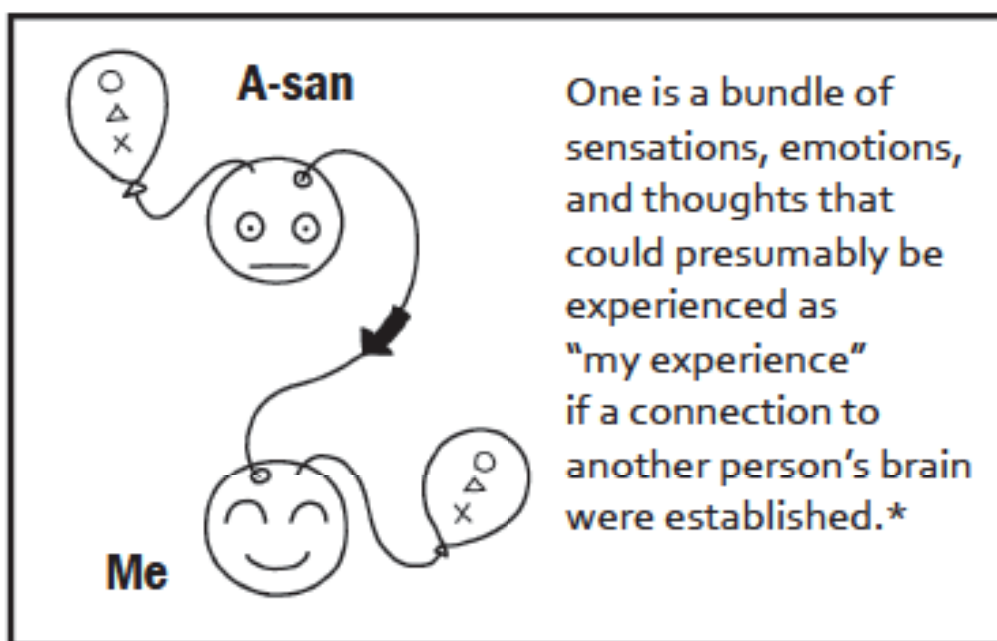 A-san
One is a bundle of
sensations, emotions,
and thoughts that
could presumably be
experienced as
“my experience”
if a connection to
another person’s brain
were established.*
Me